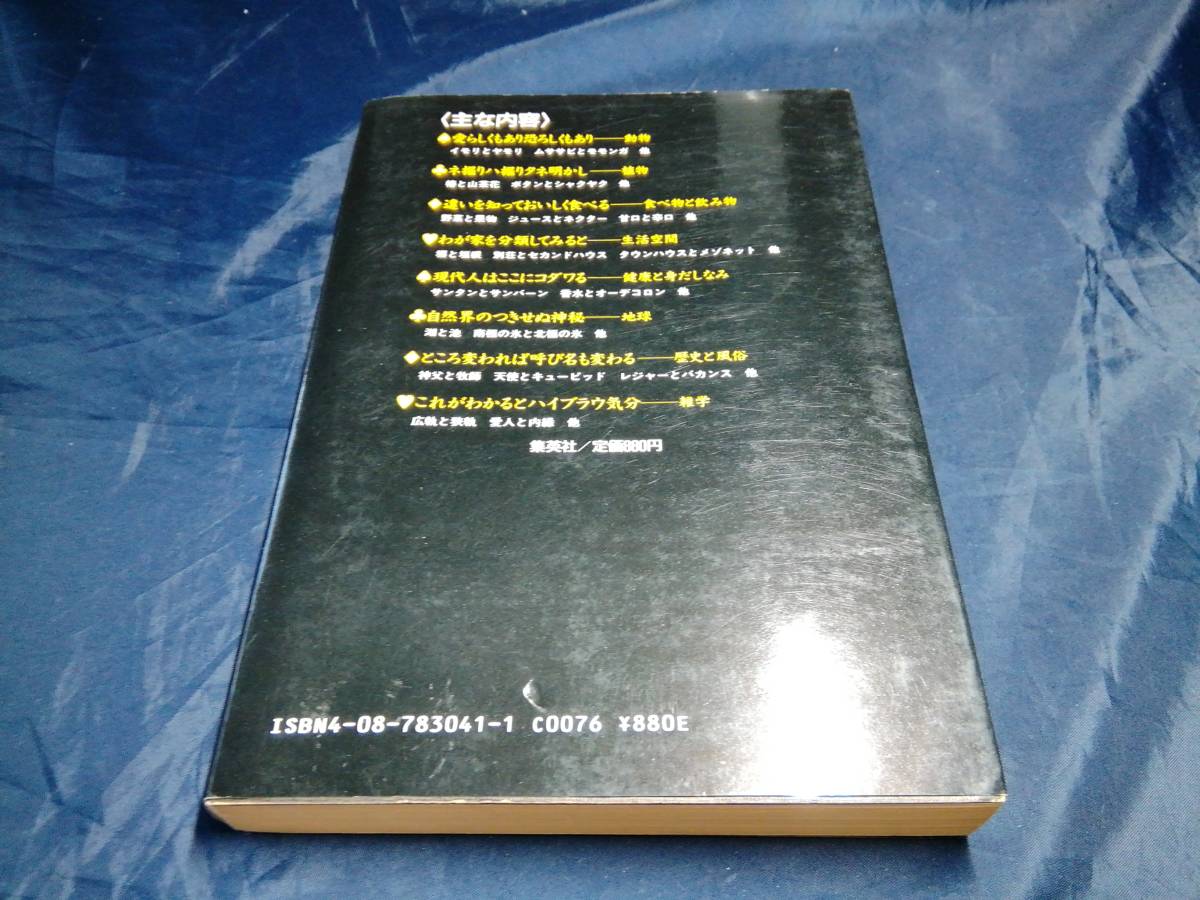 〈主な内容〉
◆愛らしくもあり恐ろしくもあり――動物
イモリとヤモリ ムササビとモモンガ 他
♣ネ掘りハ掘りタネ明かし――植物
椿と山茶花 ボタンとシャクヤク 他
♦違いを知っておいしく食べる――食べ物と飲み物
野菜と果物 ジュースとネクター 甘口と辛口 他
♥わが家を分類してみると――生活空間
別荘とセカンドハウス タウンハウスとメゾネット 他
♠現代人はここにコダワる――健康と身だしなみ
サンタンとサンバーン 香水とオーデコロン 他
♣自然界のつきせぬ神秘――地球
湖と池 南極の氷と北極の氷 他
♦ところ変われば呼び名も変わる――歴史と風俗
神父と牧師 天使とキューピッド レジャーとバカンス 他
♥これがわかるとハイブラウ気分――雑学
広軌と狭軌 愛人と内縁 他
集英社/定価880円
ISBN4-08-783041-1 C0076 ¥880E